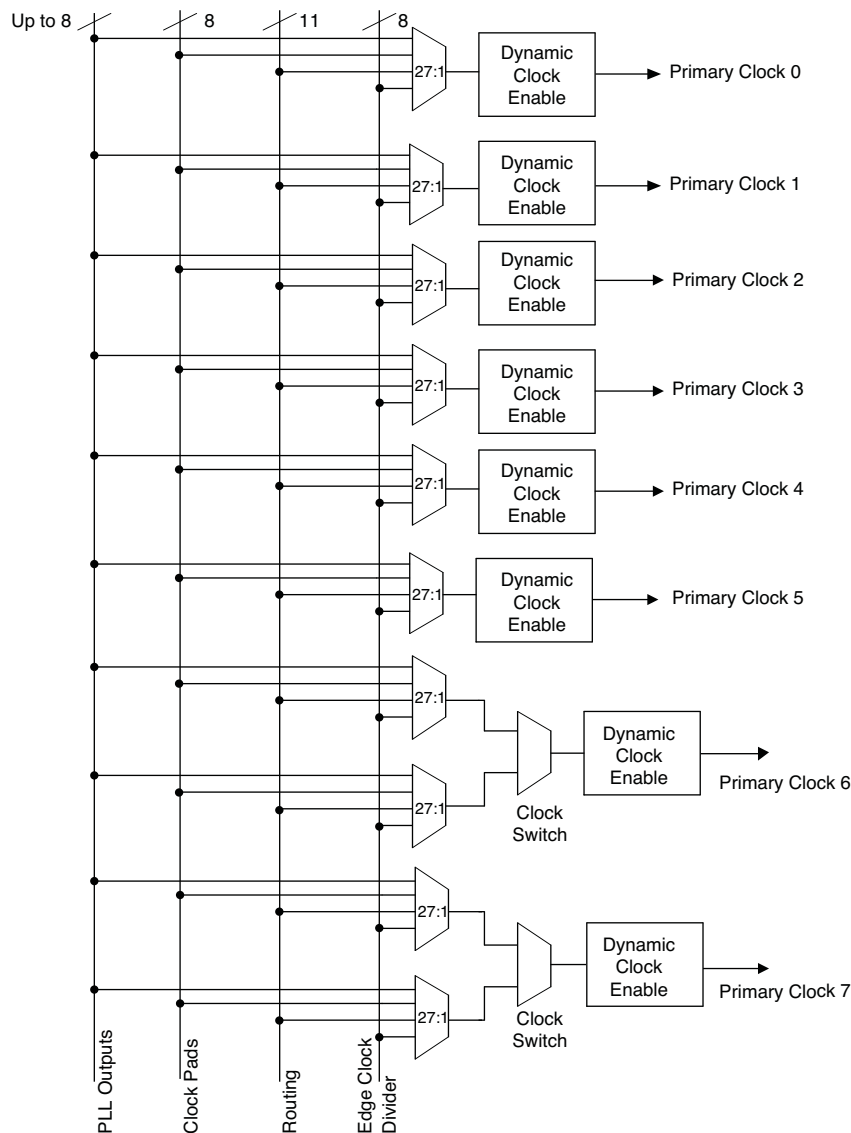 Up to 8
8
11
8
27:1
Dynamic
Clock
Enable
Primary Clock 0
27:1
Dynamic
Clock
Enable
Primary Clock 1
27:1
Dynamic
Clock
Enable
Primary Clock 2
27:1
Dynamic
Clock
Enable
Primary Clock 3
27:1
Dynamic
Clock
Enable
Primary Clock 4
27:1
Dynamic
Clock
Enable
Primary Clock 5
27:1
27:1
Clock
Switch
Dynamic
Clock
Enable
Primary Clock 6
27:1
27:1
Clock
Switch
Dynamic
Clock
Enable
Primary Clock 7
PLL Outputs
Clock Pads
Routing
Edge Clock
Divider